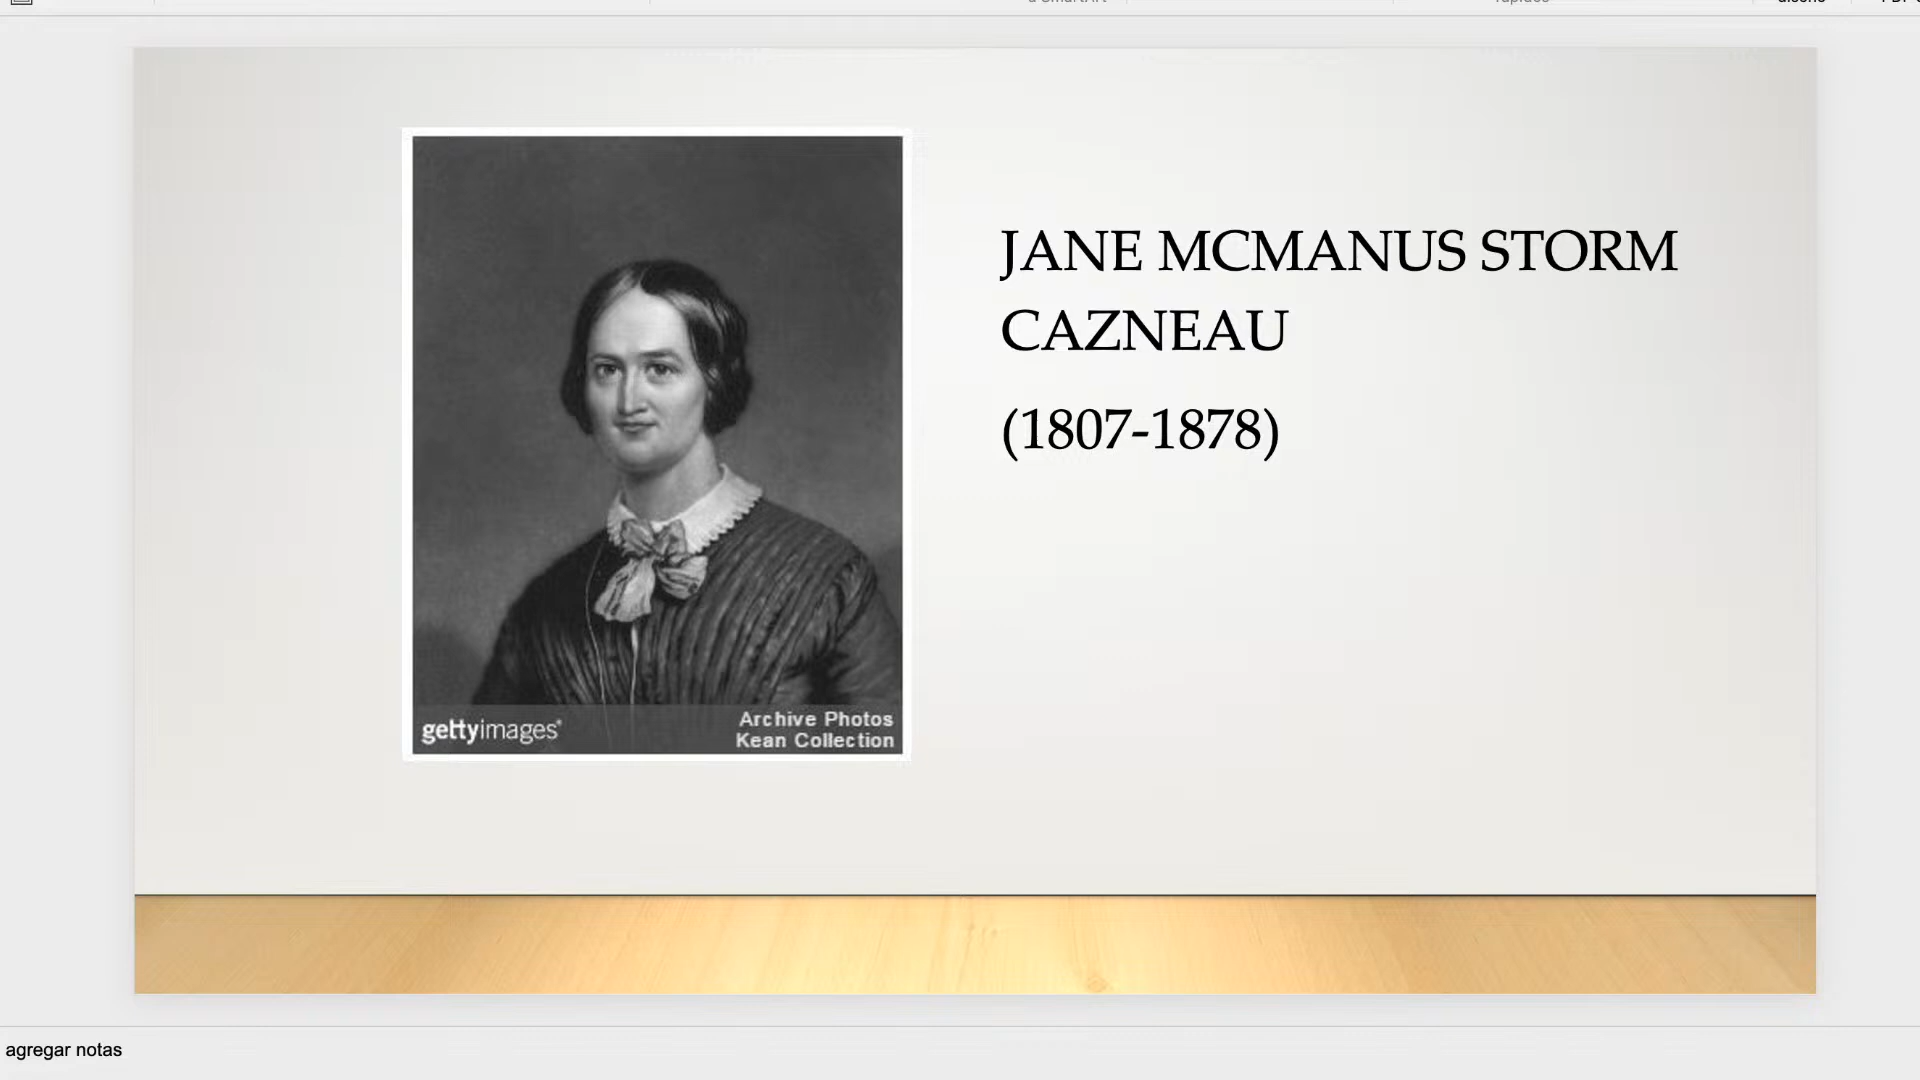 JANE MCMANUS STORM
CAZNEAU
(1807-1878)
gettyimages®
Archive Photos
Kean Collection
agregar notas